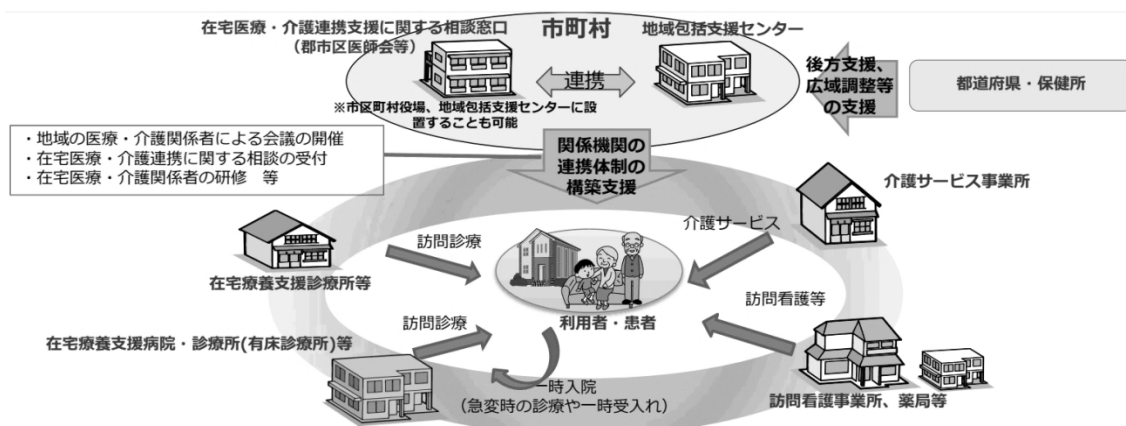 市町村
在宅医療・介護連携支援に関する相談窓口
（郡市区医師会等）
地域包括支援センター
連携
※市区町村役場、地域包括支援センターに設
置することも可能
後方支援、
広域調整等
の支援
都道府県・保健所
・地域の医療・介護関係者による会議の開催
・在宅医療・介護連携に関する相談の受付
・在宅医療・介護関係者の研修　等
関係機関の
連携体制の
構築支援
介護サービス事業所
介護サービス
訪問診療
在宅療養支援診療所等
利用者・患者
訪問看護等
訪問診療
在宅療養支援病院・診療所(有床診療所)等
一時入院
（急変時の診療や一時受入れ）
訪問看護事業所、薬局等